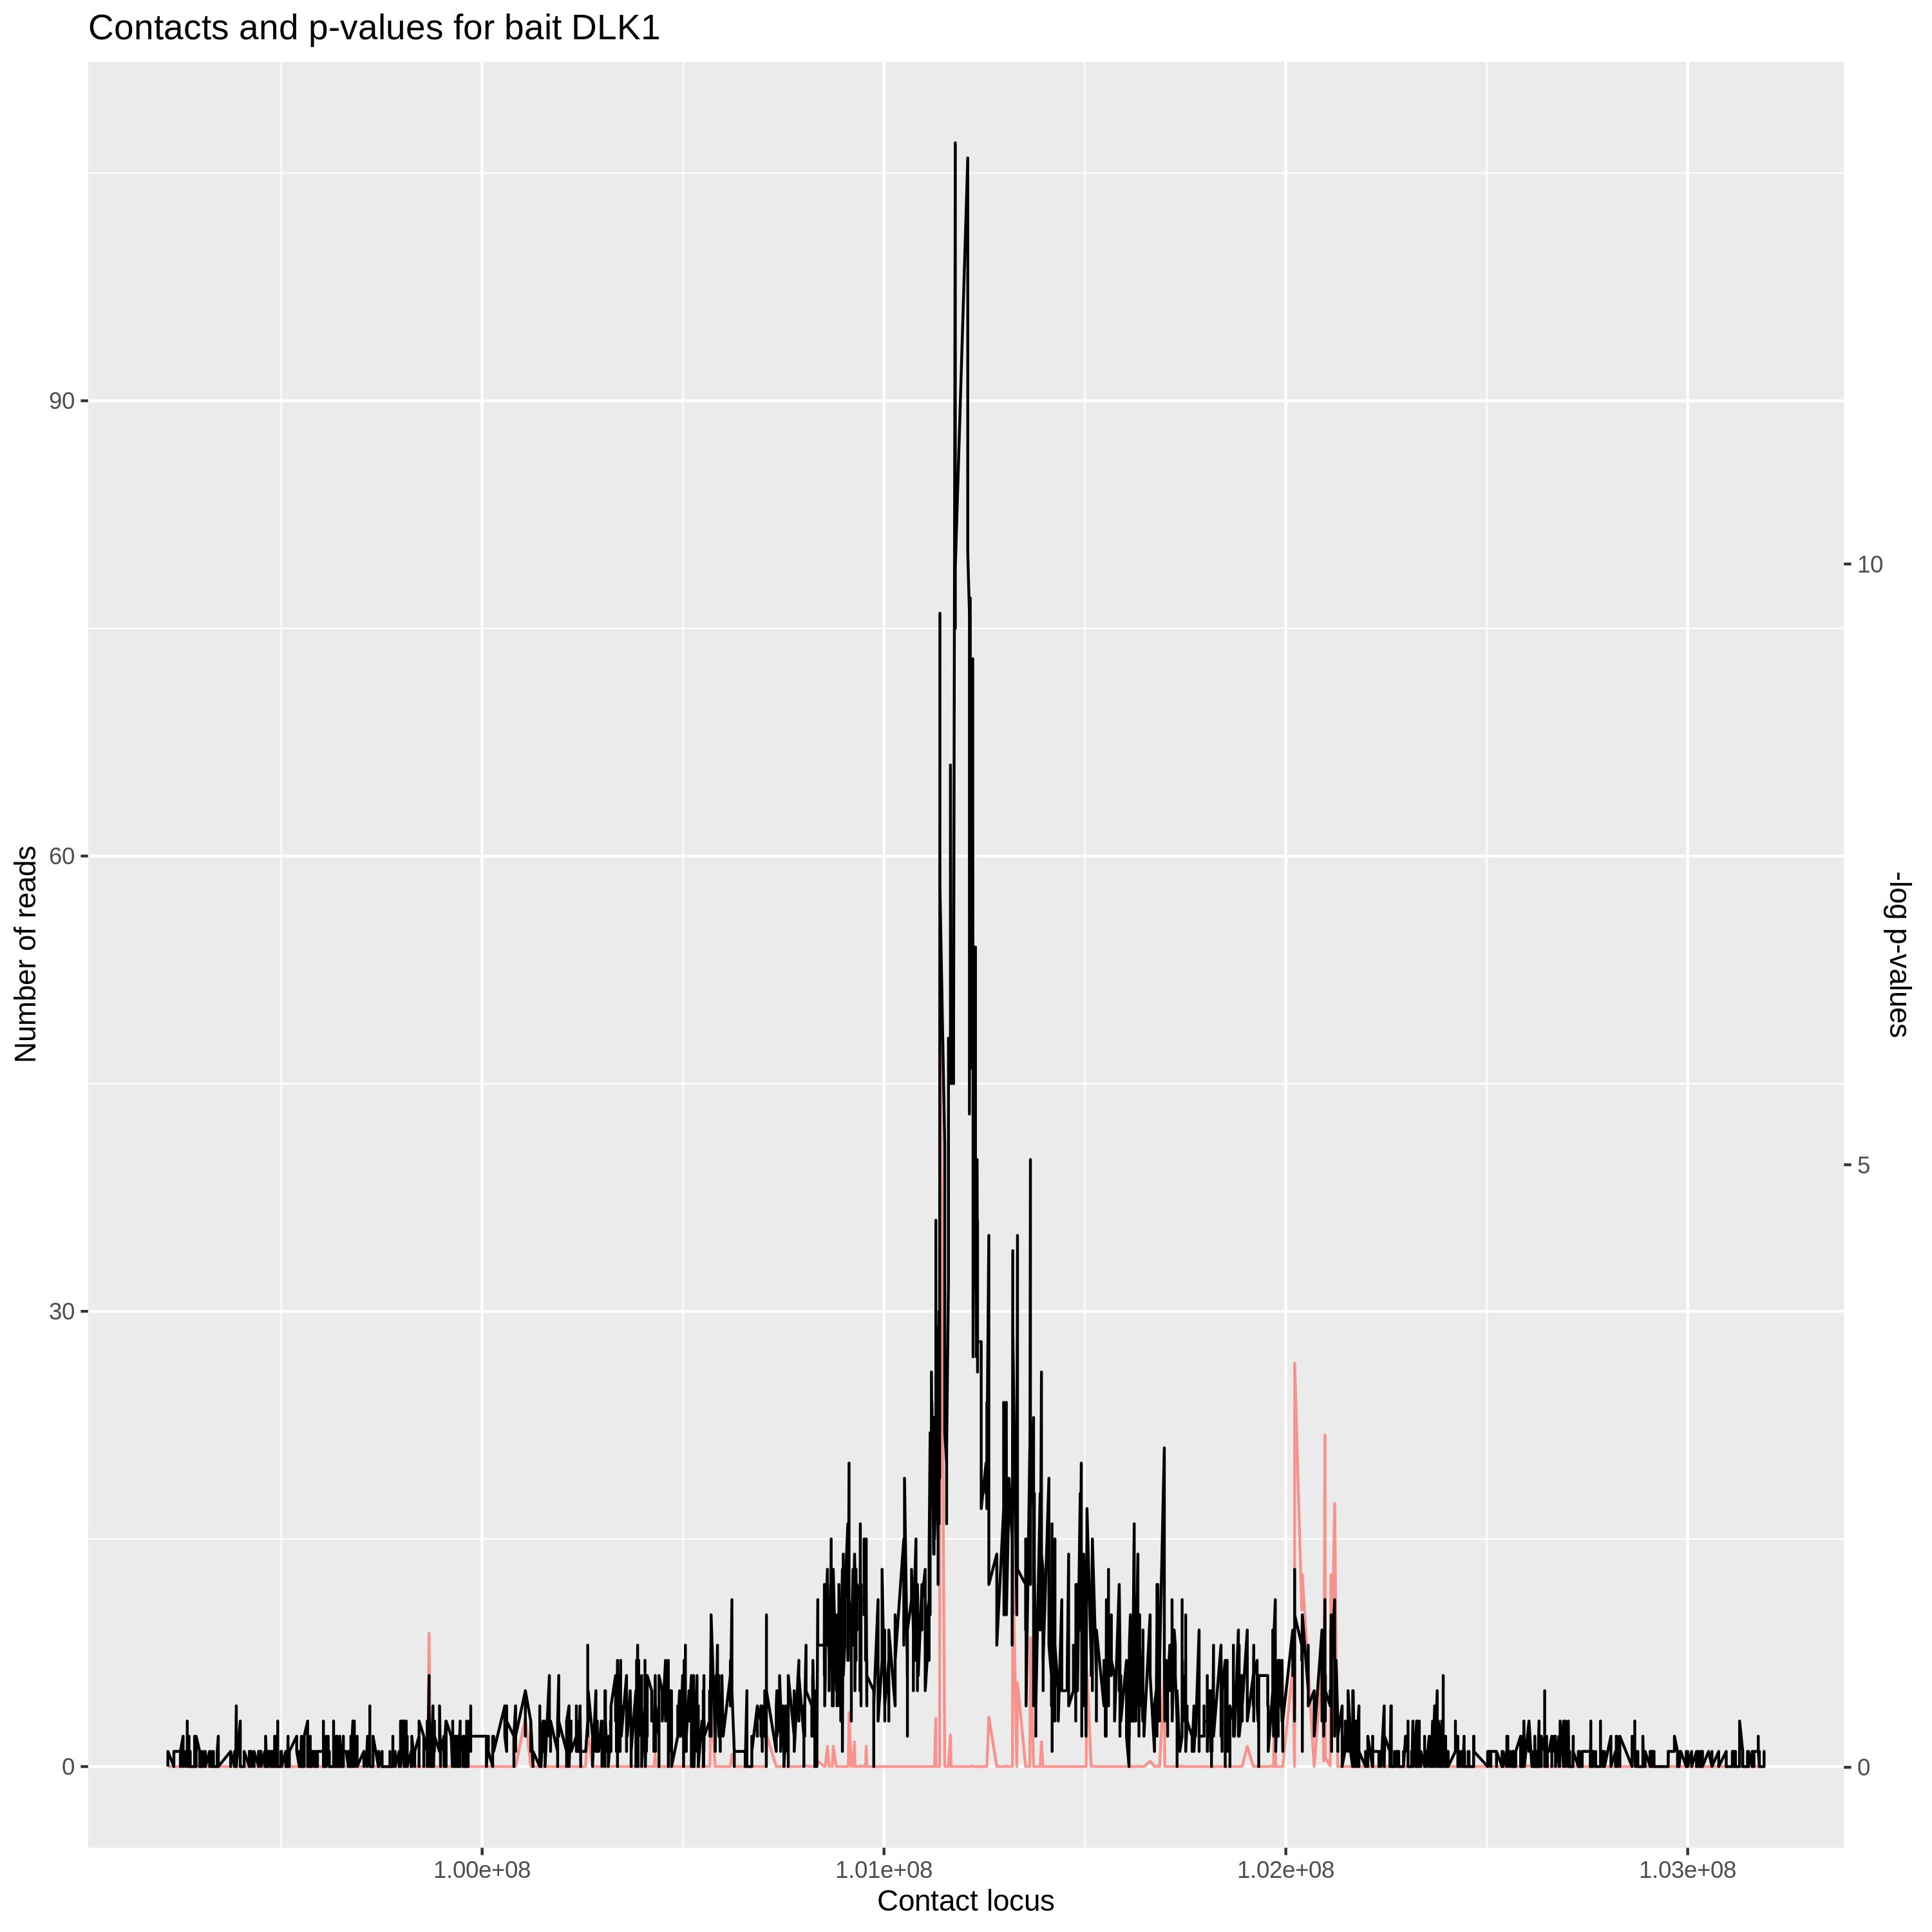 Contacts and p-values for bait DLK1
Number of reads
90
60
30
0
10
5
0
-log p-values
1.00e+08 1.01e+08 1.02e+08 1.03e+08
Contact locus